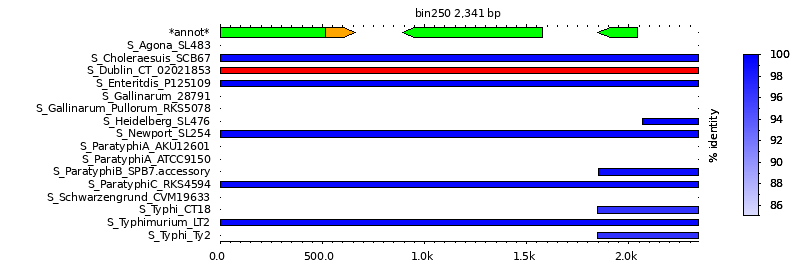 bin250 2,341 bp
*annot*
S_Agona_SL483
S_Choleraesuis_SCB67
S_Dublin_CT_02021853
S_Enteritdis_P125109
S_Gallinarum_28791
S_Gallinarum_Pullorum_RKS5078
S_Heidelberg_SL476
S_Newport_SL254
S_ParatyphiA_AKU12601
S_ParatyphiA_ATCC9150
S_ParatyphiB_SPB7.accessory
S_ParatyphiC_RKS4594
S_Schwarzengrund_CVM19633
S_Typhi_CT18
S_Typhimurium_LT2
S_Typhi_Ty2
0.0 500.0 1.0k 1.5k 2.0k
% identity
100
98
96
94
92
90
88
86